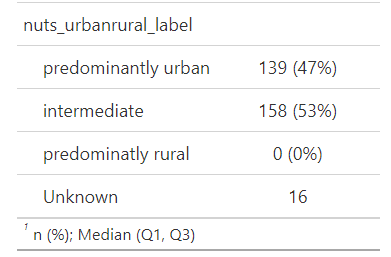 nuts_urbanrural_label
predominantly urban 139 (47%)
intermediate 158 (53%)
predominatly rural 0 (0%)
Unknown 16
1 n (%); Median (Q1, Q3)